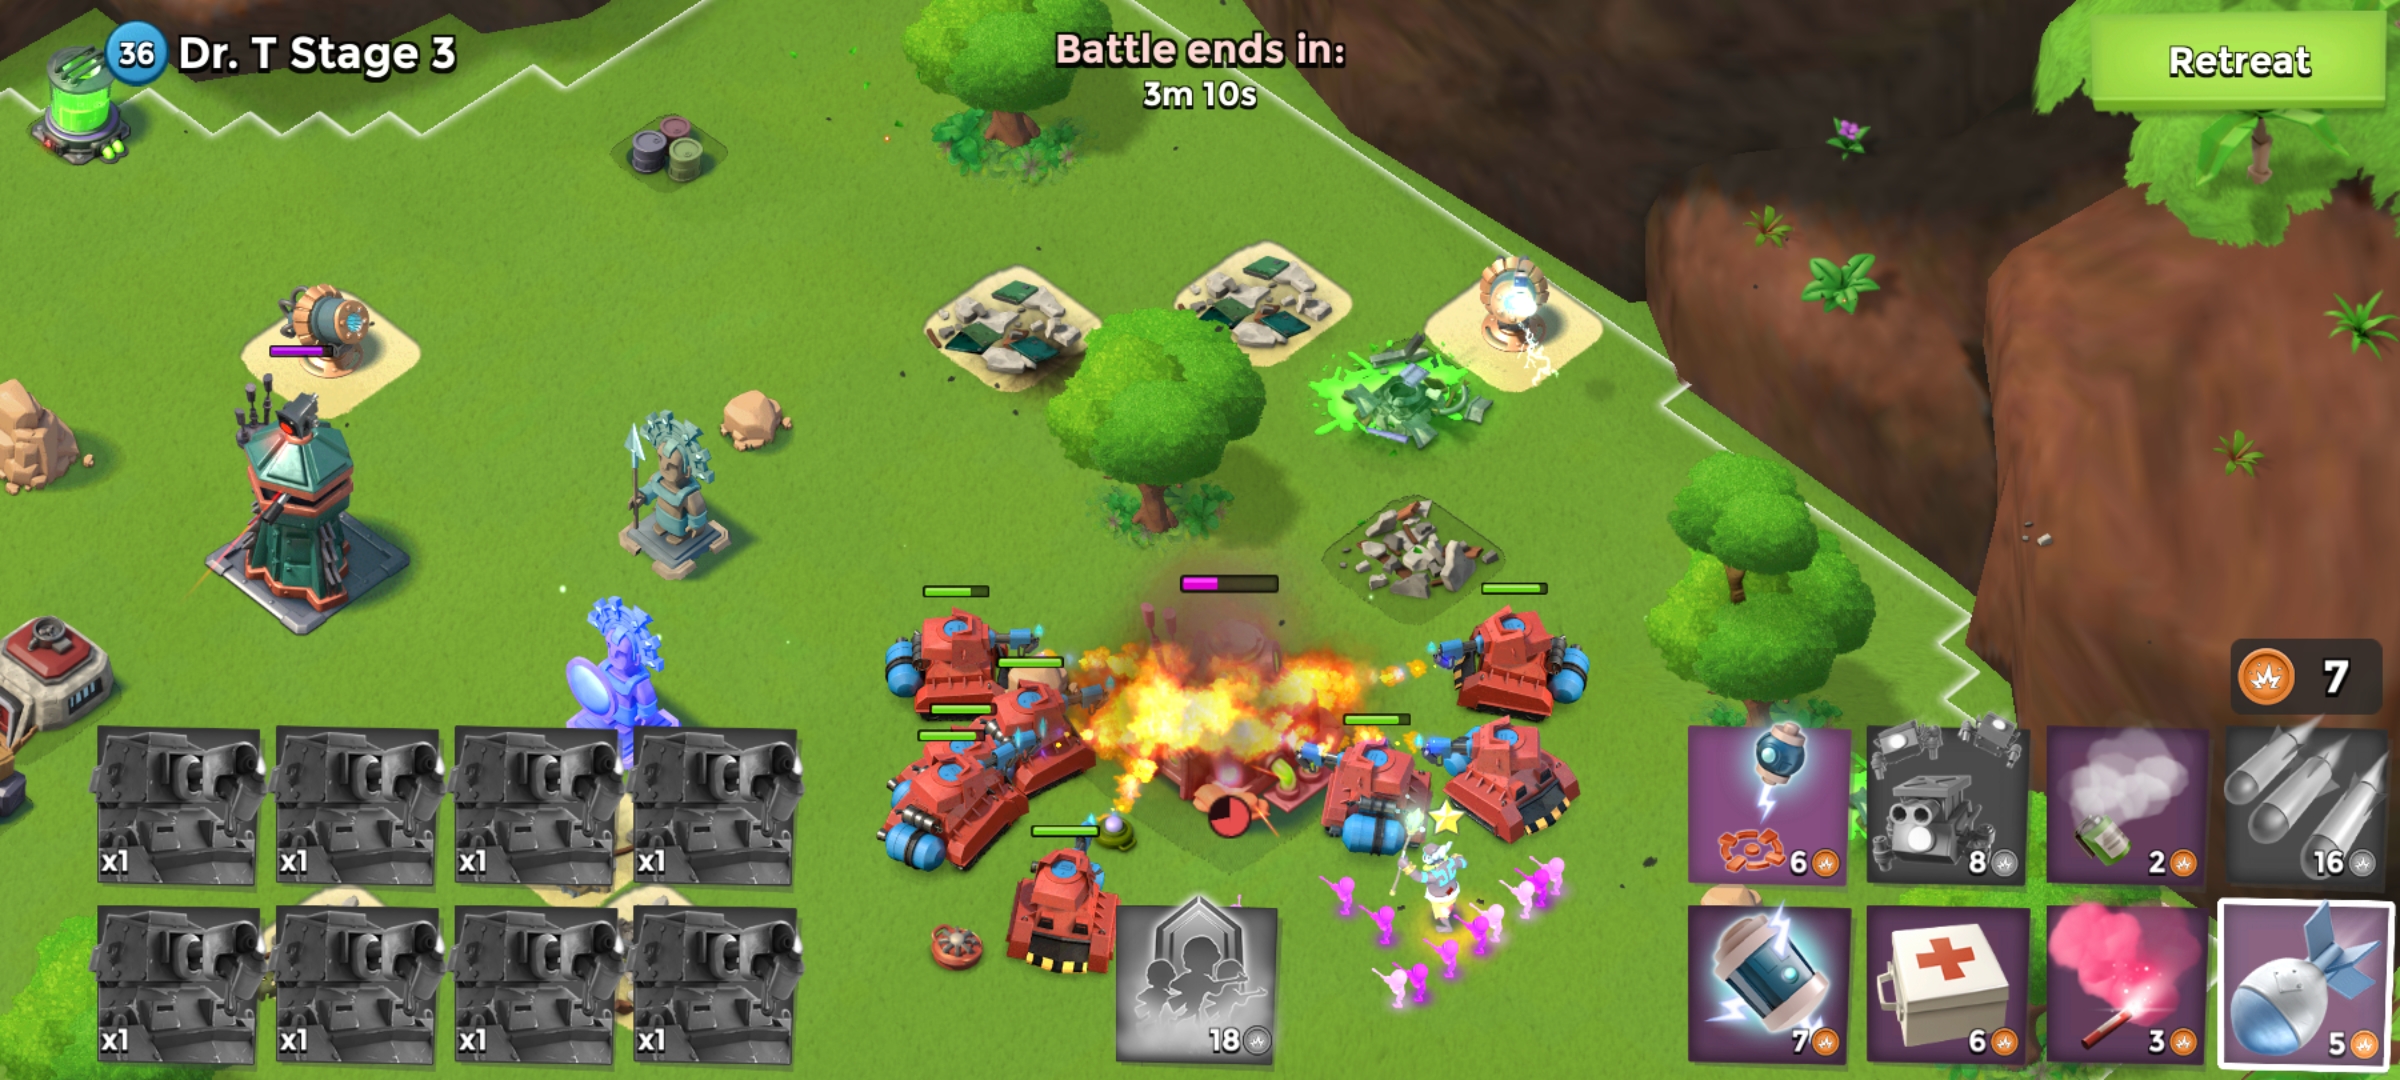 36 Dr. T Stage 3
Battle ends in:
3m 10s
Retreat
7
x1 x1 x1 x1
6 8 2 16
x1 x1 x1 x1
18
7 6 3 5